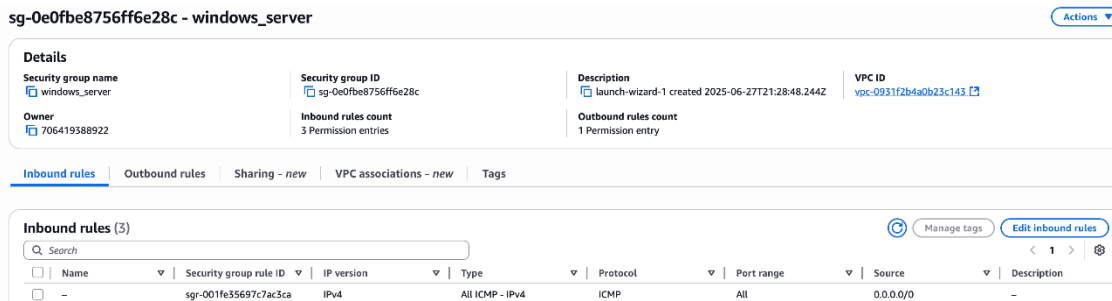 sg-0e0fbe8756ff6e28c - windows_server
Actions
Details
Security group name
windows_server
Security group ID
sg-0e0fbe8756ff6e28c
Description
launch-wizard-1 created 2025-06-27T21:28:48.244Z
VPC ID
vpc-0931f2b4a0b23c143
Owner
706419388922
Inbound rules count
3 Permission entries
Outbound rules count
1 Permission entry
Inbound rules Outbound rules Sharing - new VPC associations - new Tags
Inbound rules (3)
Manage tags Edit inbound rules
Search
1
Name Security group rule ID IP version Type Protocol Port range Source Description
– sgr-001fe35697c7ac3ca IPv4 All ICMP - IPv4 ICMP All 0.0.0.0/0 –